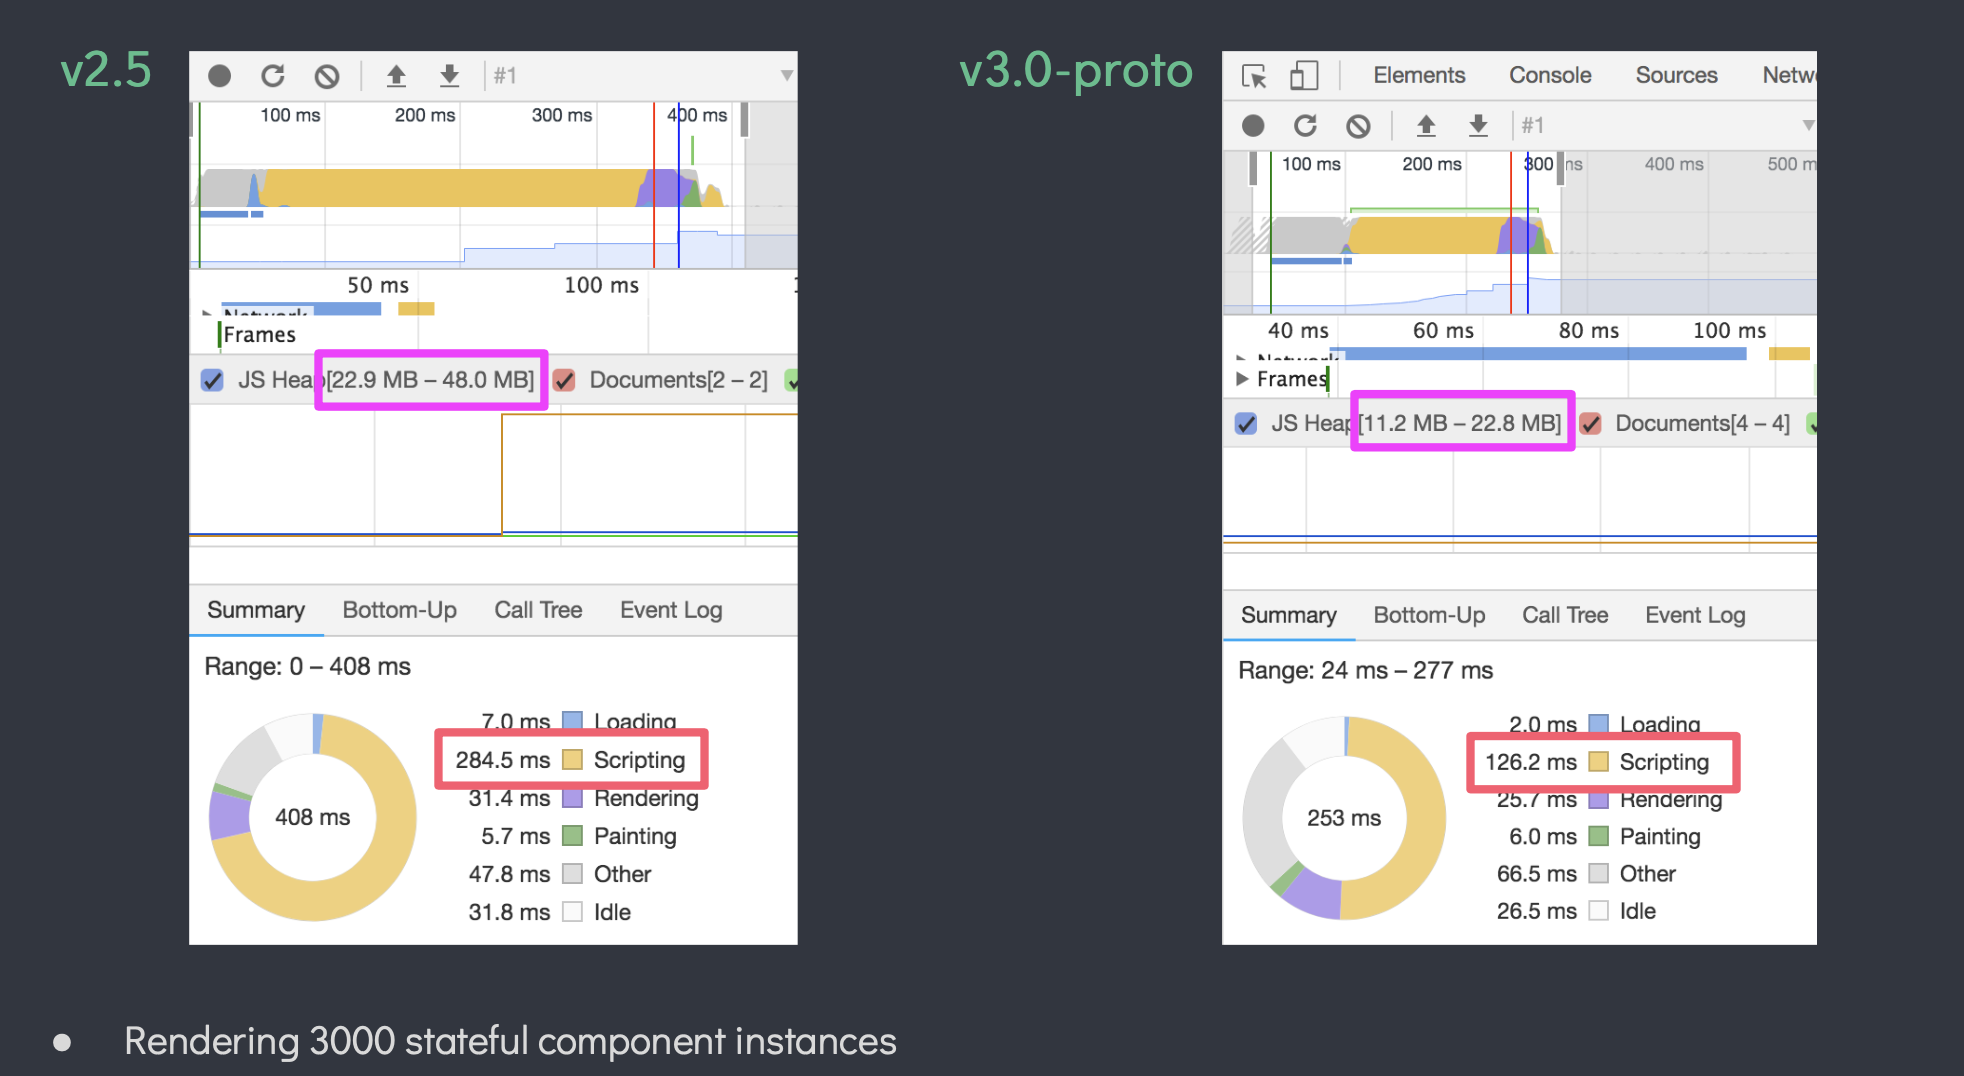 v2.5
#1
100 ms 200 ms 300 ms 400 ms
50 ms 100 ms
Network
Frames
JS Heap[22.9 MB – 48.0 MB] Documents[2 – 2]
Summary Bottom-Up Call Tree Event Log
Range: 0 – 408 ms
408 ms
7.0 ms Loading
284.5 ms Scripting
31.4 ms Rendering
5.7 ms Painting
47.8 ms Other
31.8 ms Idle
v3.0-proto
Elements Console Sources Netw
#1
100 ms 200 ms 300 ms 400 ms 500 m
40 ms 60 ms 80 ms 100 ms
Network
Frames
JS Heap[11.2 MB – 22.8 MB] Documents[4 – 4]
Summary Bottom-Up Call Tree Event Log
Range: 24 ms – 277 ms
253 ms
2.0 ms Loading
126.2 ms Scripting
25.7 ms Rendering
6.0 ms Painting
66.5 ms Other
26.5 ms Idle
● Rendering 3000 stateful component instances